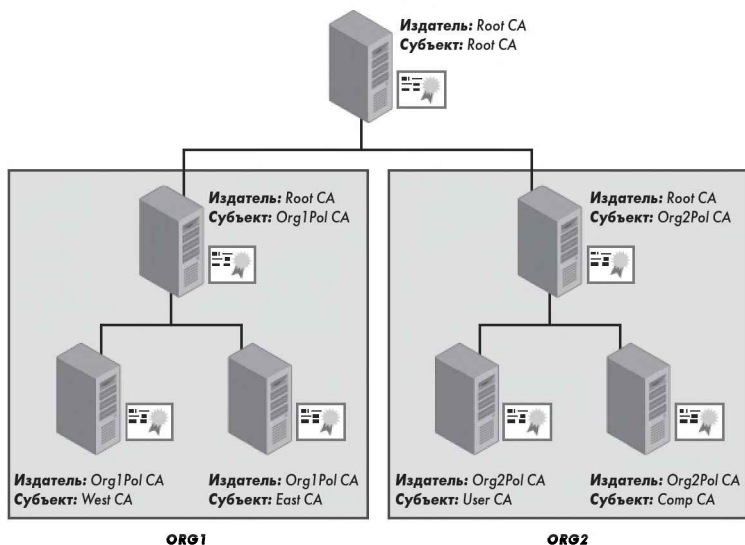 Издатель: Root CA
Субъект: Root CA
Издатель: Root CA
Субъект: Org1Pol CA
Издатель: Root CA
Субъект: Org2Pol CA
Издатель: Org1Pol CA
Субъект: West CA
Издатель: Org1Pol CA
Субъект: East CA
Издатель: Org2Pol CA
Субъект: User CA
Издатель: Org2Pol CA
Субъект: Comp CA
ORG1
ORG2